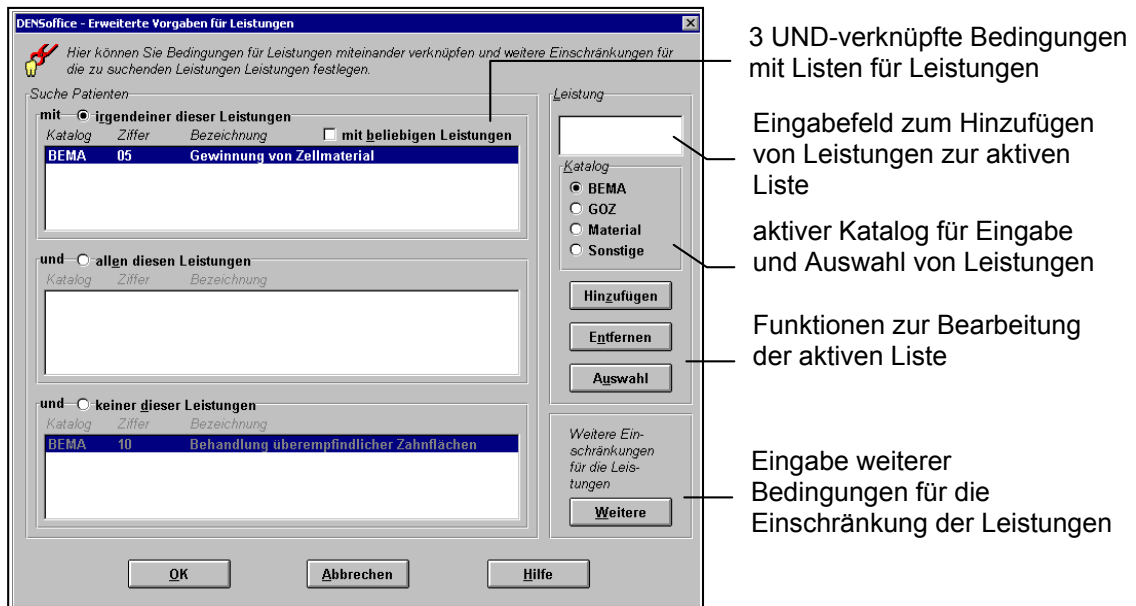 DENSoffice - Erweiterte Vorgaben für Leistungen
Hier können Sie Bedingungen für Leistungen miteinander verknüpfen und weitere Einschränkungen für
die zu suchenden Leistungen Leistungen festlegen.
Suche Patienten
mit irgendeiner dieser Leistungen
Katalog Ziffer Bezeichnung mit beliebigen Leistungen
BEMA 05 Gewinnung von Zellmaterial
und allen diesen Leistungen
Katalog Ziffer Bezeichnung
und keiner dieser Leistungen
Katalog Ziffer Bezeichnung
BEMA 10 Behandlung überempfindlicher Zahnflächen
Leistung
Katalog
BEMA
GOZ
Material
Sonstige
Hinzufügen
Entfernen
Auswahl
Weitere Ein-
schränkungen
für die Leis-
tungen
Weitere
OK Abbrechen Hilfe
3 UND-verknüpfte Bedingungen
mit Listen für Leistungen
Eingabefeld zum Hinzufügen
von Leistungen zur aktiven
Liste
aktiver Katalog für Eingabe
und Auswahl von Leistungen
Funktionen zur Bearbeitung
der aktiven Liste
Eingabe weiterer
Bedingungen für die
Einschränkung der Leistungen